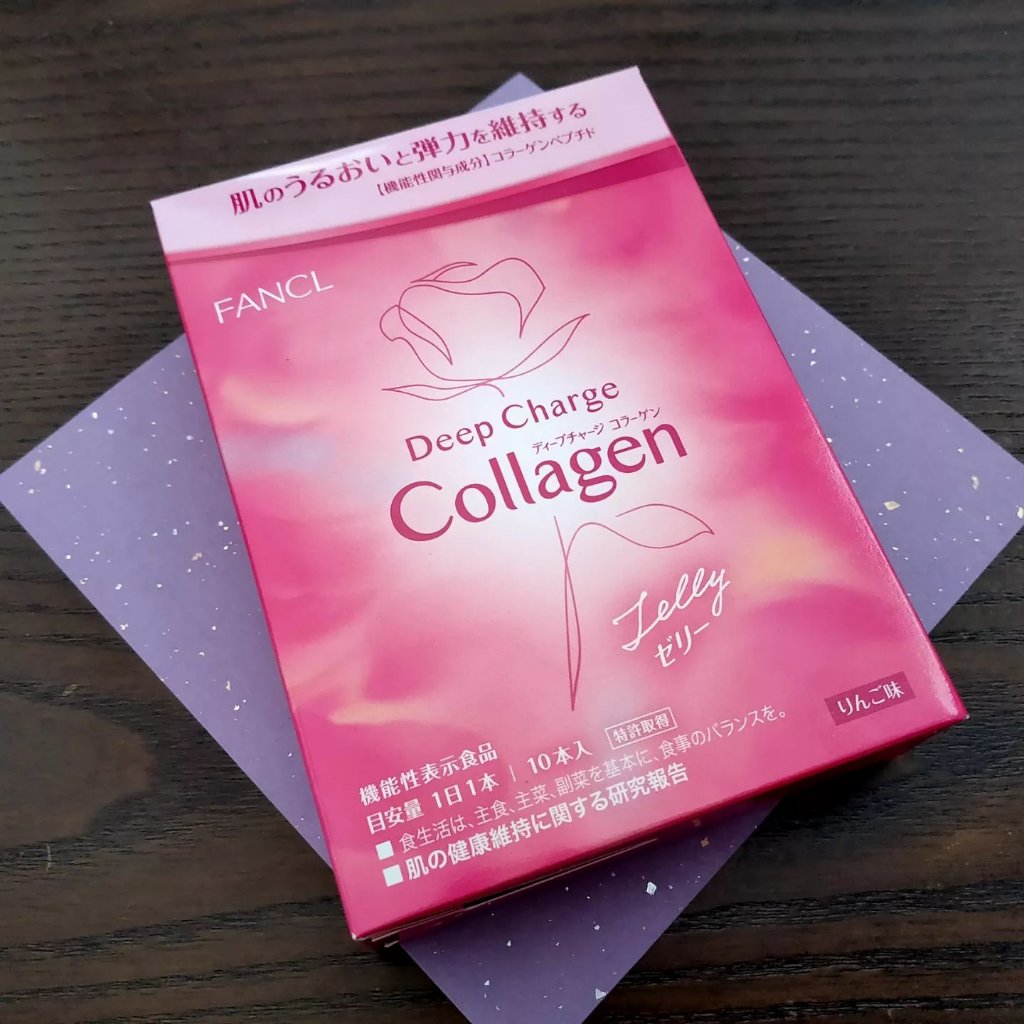 肌のうるおいと弾力を維持する
【機能性関与成分】コラーゲンペプチド
FANCL
Deep Charge
ディープチャージ コラーゲン
Collagen
Jelly
ゼリー
りんご味
機能性表示食品
目安量 1日1本 | 10本入 特許取得
■ 食生活は、主食、主菜、副菜を基本に、食事のバランスを。
■ 肌の健康維持に関する研究報告